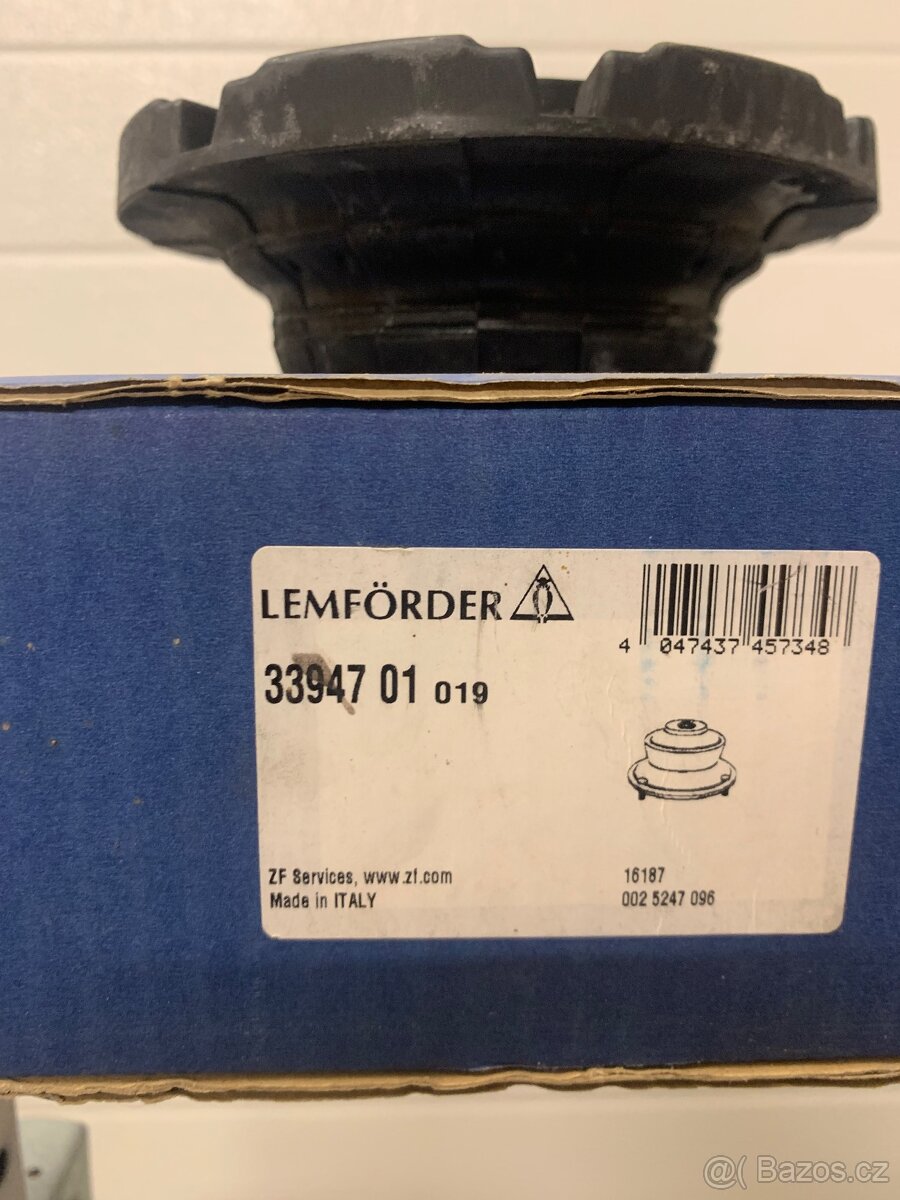 LEMFÖRDER
4 047437 457348
33947 01 019
ZF Services, www.zf.com
Made in ITALY
16187
002 5247 096
@( Bazos.cz